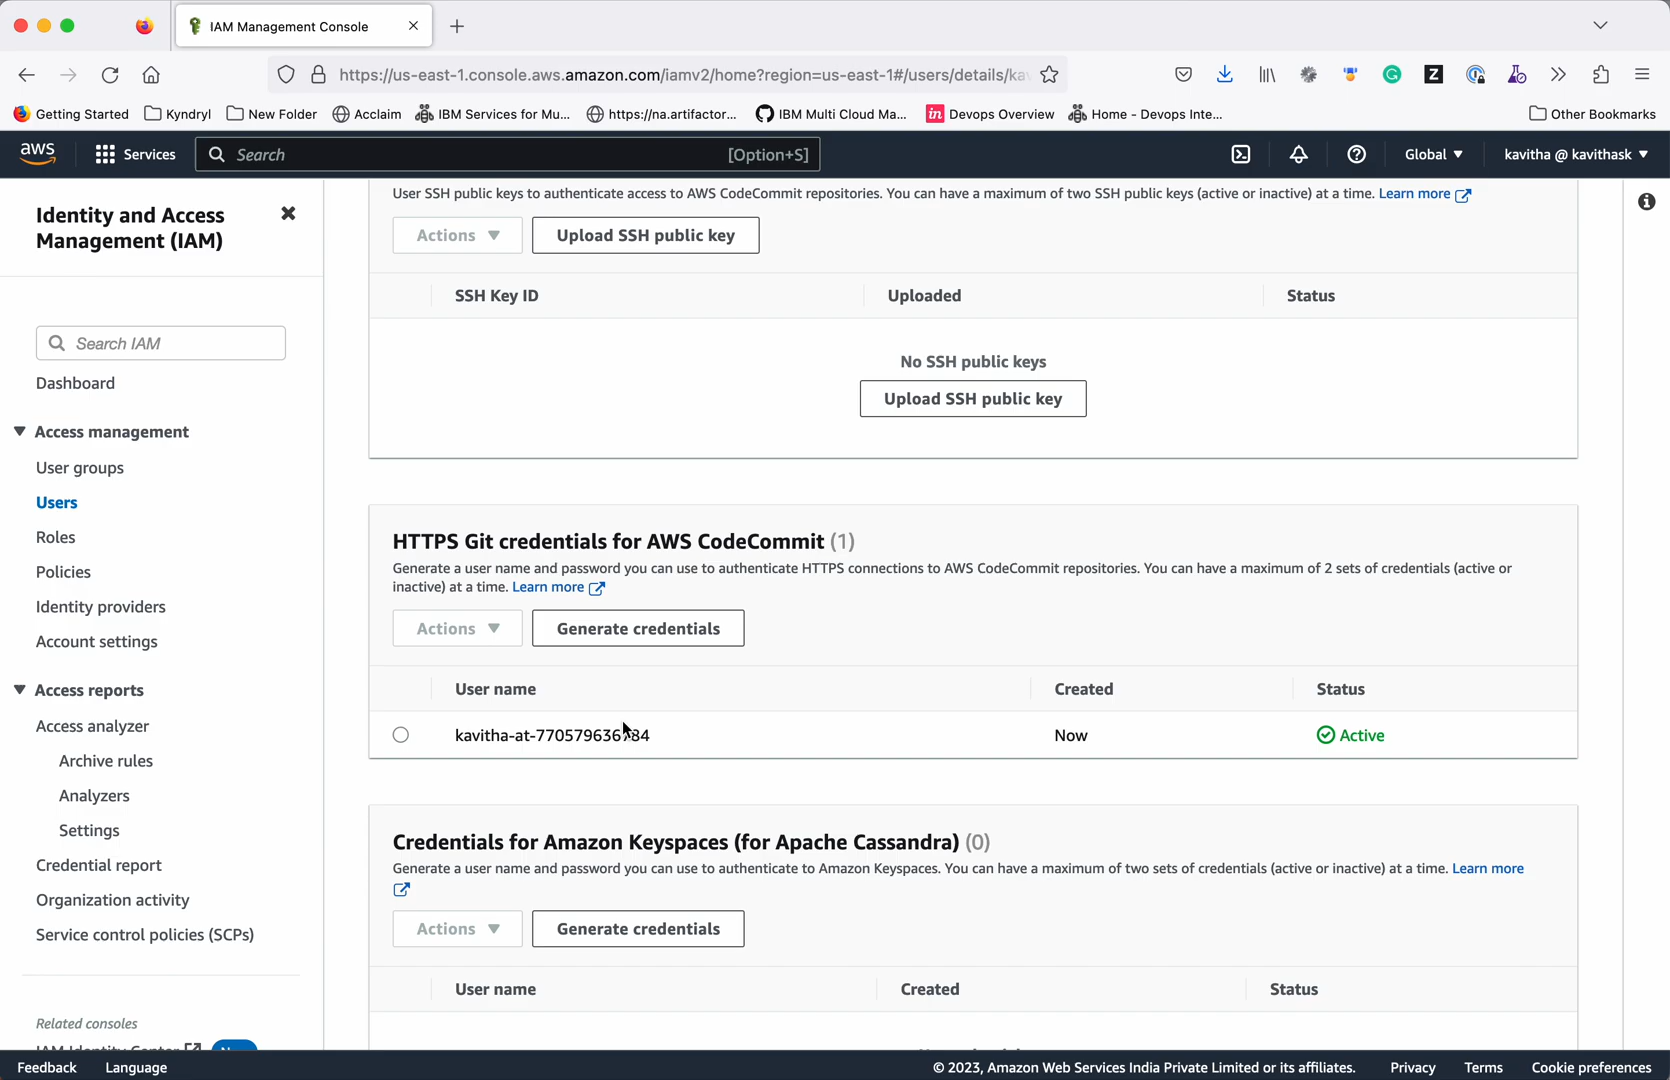 IAM Management Console
https://us-east-1.console.aws.amazon.com/iamv2/home?region=us-east-1#/users/details/ka
Getting Started
Kyndryl
New Folder
Acclaim
IBM Services for Mu...
https://na.artifactor...
IBM Multi Cloud Ma...
in Devops Overview
Home - Devops Inte...
Other Bookmarks
aws
Services
Search
[Option+S]
Global
kavitha @ kavithask
Identity and Access
Management (IAM)
Search IAM
Dashboard
Access management
User groups
Users
Roles
Policies
Identity providers
Account settings
Access reports
Access analyzer
Archive rules
Analyzers
Settings
Credential report
Organization activity
Service control policies (SCPs)
Related consoles
IAM Identity Center
User SSH public keys to authenticate access to AWS CodeCommit repositories. You can have a maximum of two SSH public keys (active or inactive) at a time. Learn more
Actions
Upload SSH public key
SSH Key ID
Uploaded
Status
No SSH public keys
Upload SSH public key
HTTPS Git credentials for AWS CodeCommit (1)
Generate a user name and password you can use to authenticate HTTPS connections to AWS CodeCommit repositories. You can have a maximum of 2 sets of credentials (active or
inactive) at a time. Learn more
Actions
Generate credentials
User name
Created
Status
Now
Active
Credentials for Amazon Keyspaces (for Apache Cassandra) (0)
Generate a user name and password you can use to authenticate to Amazon Keyspaces. You can have a maximum of two sets of credentials (active or inactive) at a time. Learn more
Actions
Generate credentials
User name
Created
Status
Feedback
Language
© 2023, Amazon Web Services India Private Limited or its affiliates.
Privacy
Terms
Cookie preferences